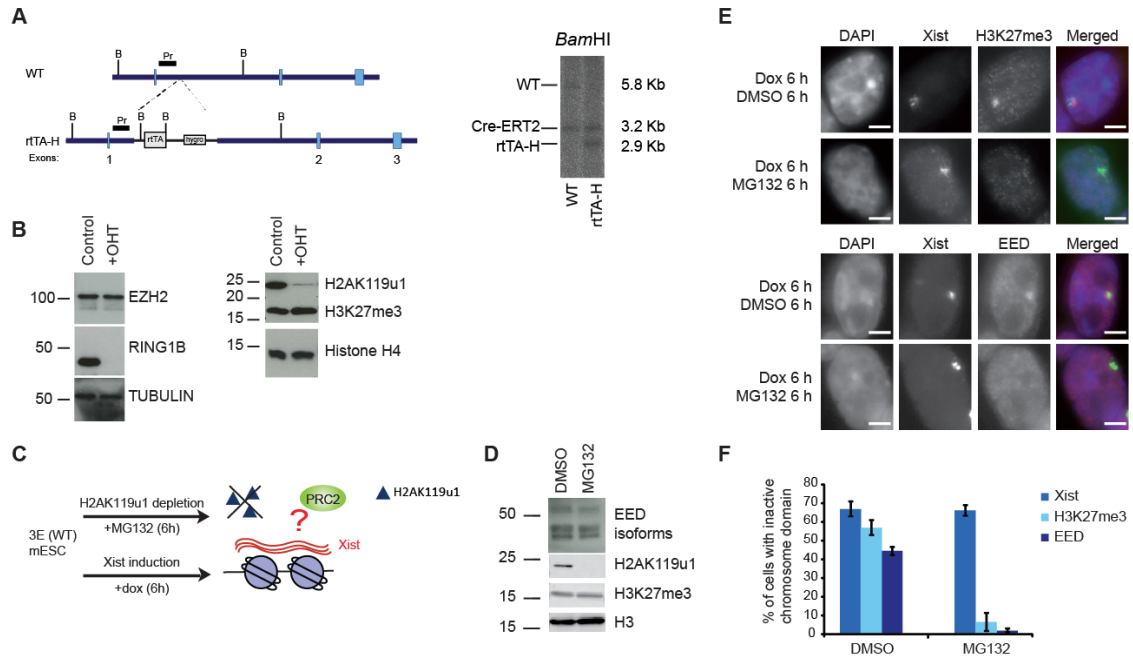 A
B
Pr
B
WT
B
Pr
B
B
B
rtTA
hygro
rtTA-H
Exons:
1
2
3
BamHI
WT
5.8 Kb
Cre-ERT2
3.2 Kb
rtTA-H
2.9 Kb
WT
rtTA-H
B
Control
+OHT
100
EZH2
50
RING1B
50
TUBULIN
Control
+OHT
25
H2AK119u1
20
15
H3K27me3
15
Histone H4
C
H2AK119u1 depletion
+MG132 (6h)
3E (WT)
mESC
Xist induction
+dox (6h)
PRC2
?
Xist
H2AK119u1
D
DMSO
MG132
50
EED
isoforms
25
H2AK119u1
15
H3K27me3
15
H3
E
DAPI
Xist
H3K27me3
Merged
Dox 6 h
DMSO 6 h
Dox 6 h
MG132 6 h
DAPI
Xist
EED
Merged
Dox 6 h
DMSO 6 h
Dox 6 h
MG132 6 h
F
% of cells with inactive
chromosome domain
80
70
60
50
40
30
20
10
0
DMSO
MG132
Xist
H3K27me3
EED